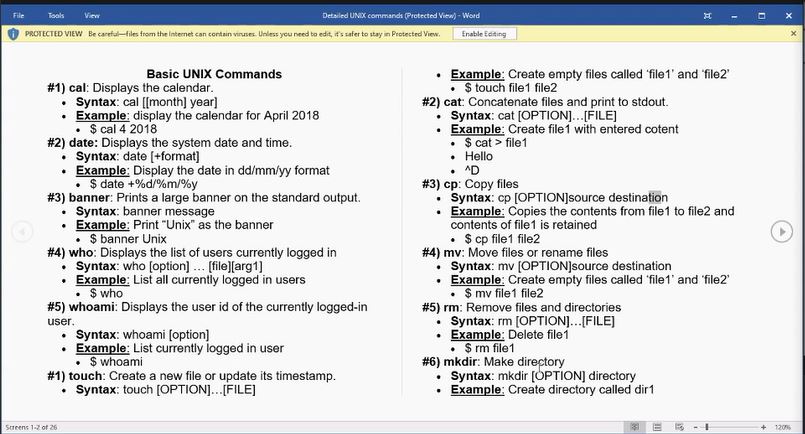 File Tools View Detailed UNIX commands (Protected View) - Word
PROTECTED VIEW Be careful—files from the Internet can contain viruses. Unless you need to edit, it's safer to stay in Protected View. Enable Editing
Basic UNIX Commands
#1) cal: Displays the calendar.
• Syntax: cal [[month] year]
• Example: display the calendar for April 2018
• $ cal 4 2018
#2) date: Displays the system date and time.
• Syntax: date [+format]
• Example: Display the date in dd/mm/yy format
• $ date +%d/%m/%y
#3) banner: Prints a large banner on the standard output.
• Syntax: banner message
• Example: Print “Unix” as the banner
• $ banner Unix
#4) who: Displays the list of users currently logged in
• Syntax: who [option] … [file][arg1]
• Example: List all currently logged in users
• $ who
#5) whoami: Displays the user id of the currently logged-in
user.
• Syntax: whoami [option]
• Example: List currently logged in user
• $ whoami
#1) touch: Create a new file or update its timestamp.
• Syntax: touch [OPTION]…[FILE]
• Example: Create empty files called ‘file1’ and ‘file2’
• $ touch file1 file2
#2) cat: Concatenate files and print to stdout.
• Syntax: cat [OPTION]…[FILE]
• Example: Create file1 with entered cotent
• $ cat > file1
• Hello
• ^D
#3) cp: Copy files
• Syntax: cp [OPTION]source destination
• Example: Copies the contents from file1 to file2 and
contents of file1 is retained
• $ cp file1 file2
#4) mv: Move files or rename files
• Syntax: mv [OPTION]source destination
• Example: Create empty files called ‘file1’ and ‘file2’
• $ mv file1 file2
#5) rm: Remove files and directories
• Syntax: rm [OPTION]…[FILE]
• Example: Delete file1
• $ rm file1
#6) mkdir: Make directory
• Syntax: mkdir [OPTION] directory
• Example: Create directory called dir1
Screens 1-2 of 26 120%